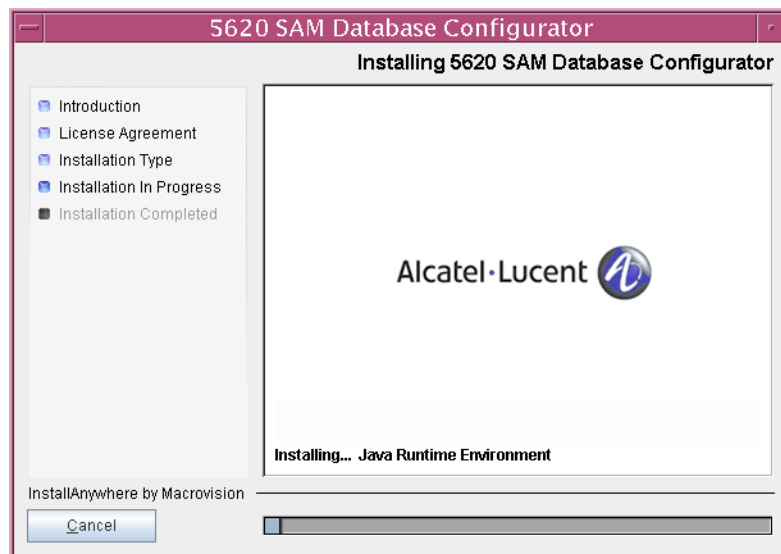 5620 SAM Database Configurator
Installing 5620 SAM Database Configurator
Introduction
License Agreement
Installation Type
Installation In Progress
Installation Completed
Alcatel·Lucent
Installing... Java Runtime Environment
InstallAnywhere by Macrovision
Cancel